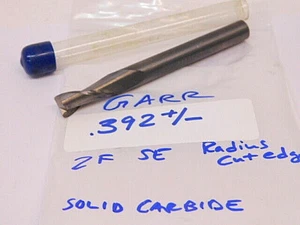 GARR
.392 +/-
2F SE Radius
Cut edge
SOLID CARBIDE